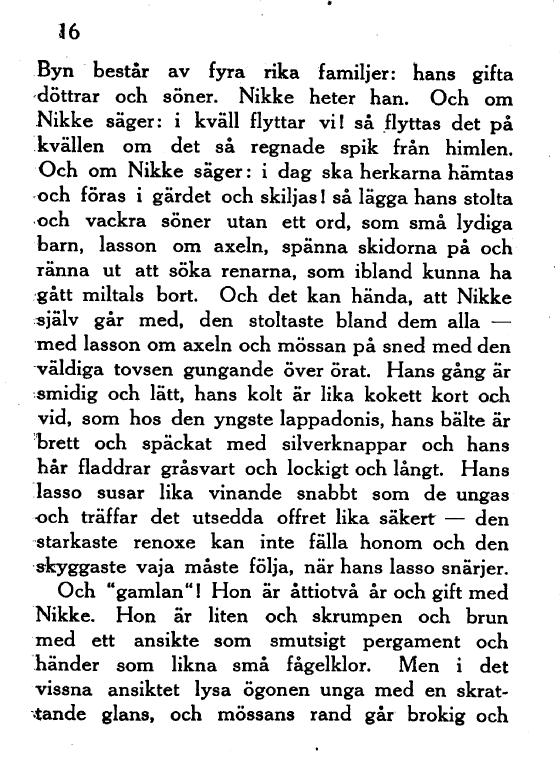 16
Byn består av fyra rika familjer: hans gifta
döttrar och söner. Nikke heter han. Och om
Nikke säger: i kväll flyttar vi! så flyttas det på
kvällen om det så regnade spik från himlen.
Och om Nikke säger: i dag ska herkarna hämtas
och föras i gärdet och skiljas! så lägga hans stolta
och vackra söner utan ett ord, som små lydiga
barn, lasson om axeln, spänna skidorna på och
ränna ut att söka renarna, som ibland kunna ha
gått miltals bort. Och det kan hända, att Nikke
själv går med, den stoltaste bland dem alla —
med lasson om axeln och mössan på sned med den
väldiga tovsen gungande över örat. Hans gång är
smidig och lätt, hans kolt är lika kokett kort och
vid, som hos den yngste lappadonis, hans bälte är
brett och späckat med silverknappar och hans
hår fladdrar gråsvart och lockigt och långt. Hans
lasso susar lika vinande snabbt som de ungas
och träffar det utsedda offret lika säkert — den
starkaste renoxe kan inte fälla honom och den
skyggaste vaja måste följa, när hans lasso snärjer.
Och “gamlan“! Hon är åttiotvå år och gift med
Nikke. Hon är liten och skrumpen och brun
med ett ansikte som smutsigt pergament och
händer som likna små fågelklor. Men i det
vissna ansiktet lysa ögonen unga med en skrat-
tande glans, och mössans rand går brokig och